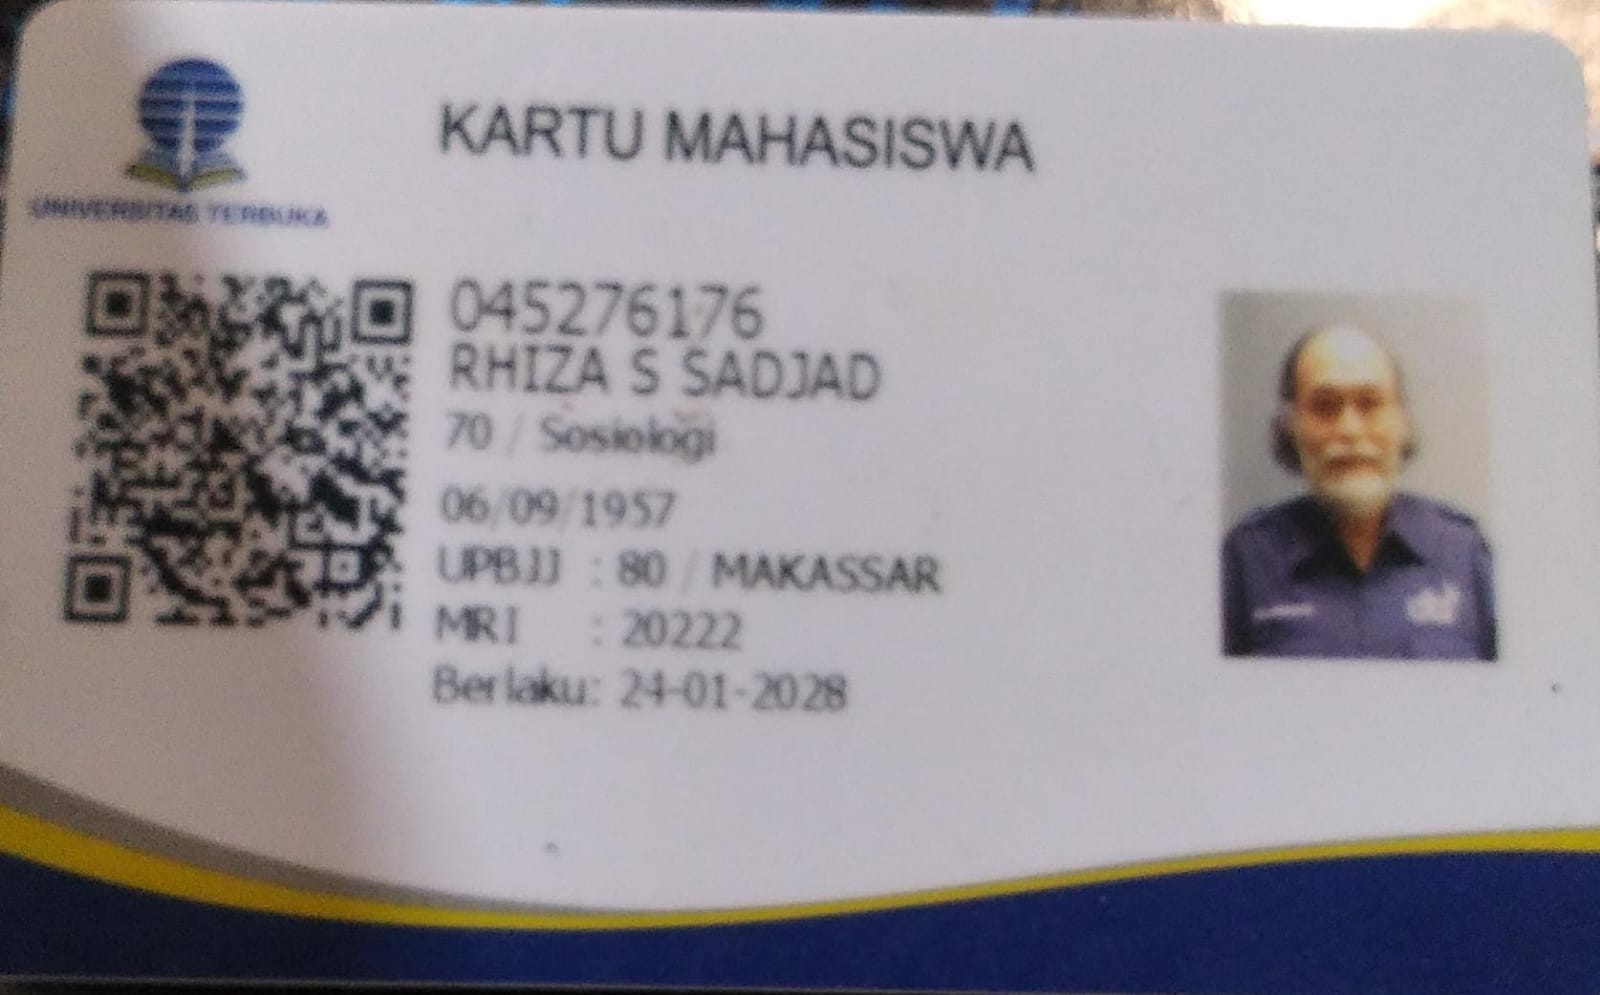 KARTU MAHASISWA
UNIVERSITAS TERBUKA
045276176
RHIZA S SADJAD
70 / Sosiologi
06/09/1957
UPBJJ : 80 / MAKASSAR
MRI : 20222
Berlaku: 24-01-2028